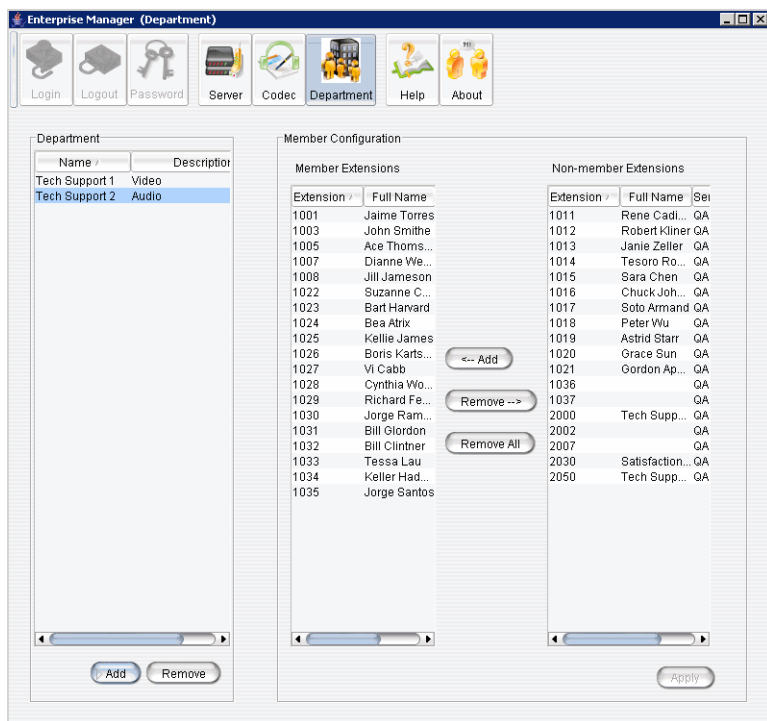 Enterprise Manager (Department)
Login Logout Password Server Codec Department Help About
Department
Name Description
Tech Support 1 Video
Tech Support 2 Audio
Add Remove
Member Configuration
Member Extensions
Extension Full Name
1001 Jaime Torres
1003 John Smithe
1005 Ace Thoms...
1007 Dianne We...
1008 Jill Jameson
1022 Suzanne C...
1023 Bart Harvard
1024 Bea Atrix
1025 Kellie James
1026 Boris Karts...
1027 Vi Cabb
1028 Cynthia Wo...
1029 Richard Fe...
1030 Jorge Ram...
1031 Bill Glordon
1032 Bill Clintner
1033 Tessa Lau
1034 Keller Had...
1035 Jorge Santos
<-- Add
Remove -->
Remove All
Non-member Extensions
Extension Full Name Ser
1011 Rene Cadi... QA
1012 Robert Kliner QA
1013 Janie Zeller QA
1014 Tesoro Ro... QA
1015 Sara Chen QA
1016 Chuck Joh... QA
1017 Soto Armand QA
1018 Peter Wu QA
1019 Astrid Starr QA
1020 Grace Sun QA
1021 Gordon Ap... QA
1036 QA
1037 QA
2000 Tech Supp... QA
2002 QA
2007 QA
2030 Satisfaction... QA
2050 Tech Supp... QA
Apply